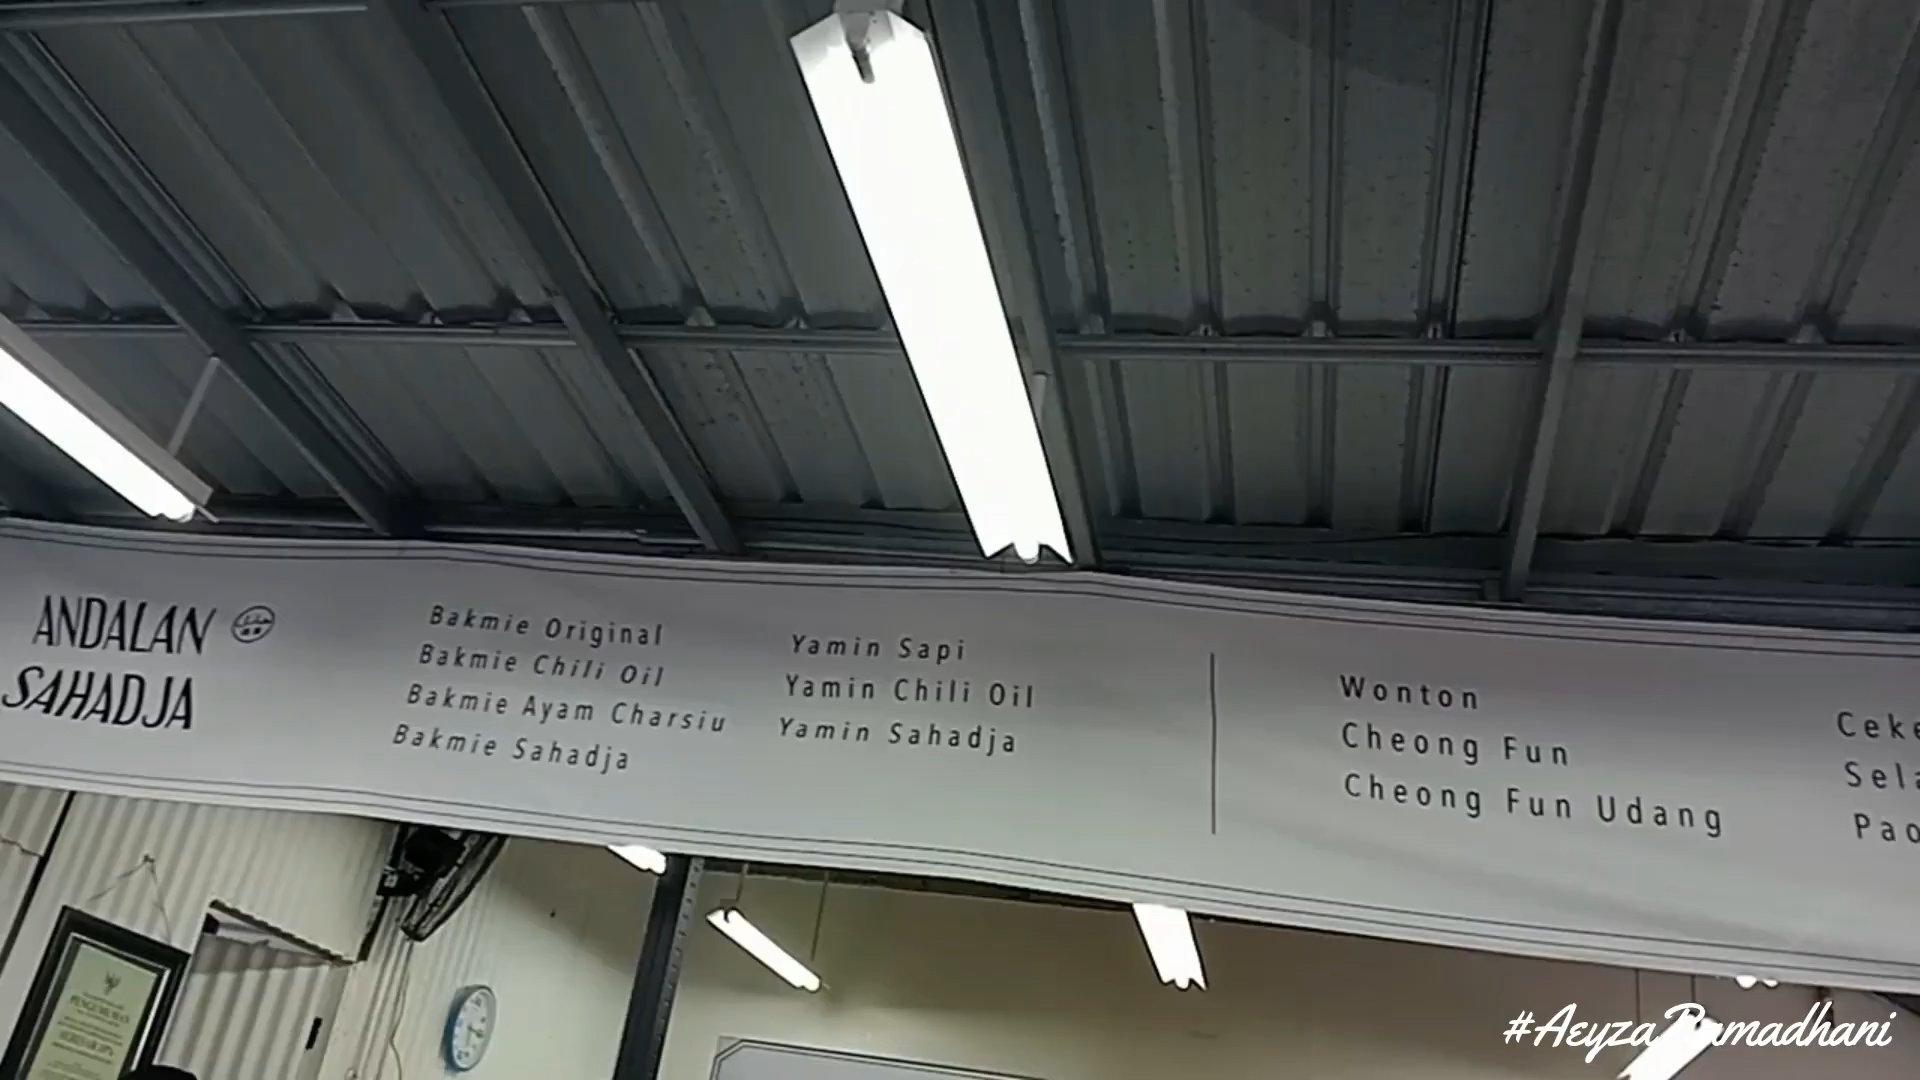 ANDALAN
SAHADJA
Bakmie Original
Bakmie Chili Oil
Bakmie Ayam Charsiu
Bakmie Sahadja
Yamin Sapi
Yamin Chili Oil
Yamin Sahadja
Wonton
Cheong Fun
Cheong Fun Udang
PENGUMUMAN
#AeyzaRamadhani